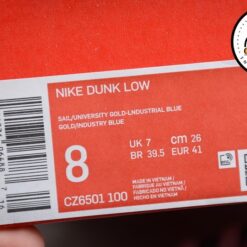 NIKE DUNK LOW
SAIL/UNIVERSITY GOLD-LNDUSTRIAL BLUE
GOLD/INDUSTRY BLUE
8
UK 7 cm 26
BR 39.5 EUR 41
CZ6501 100
MADE IN VIETNAM /
FABRIQUÉ AU VIETNAM /
FABRICADO NO VIETNÃ /
HECHO EN VIETNAM